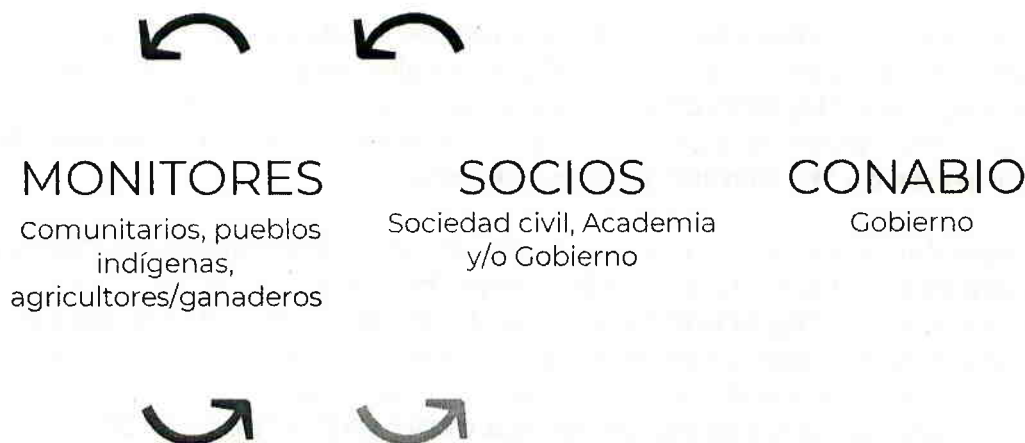 MONITORES
Comunitarios, pueblos
indígenas,
agricultores/ganaderos
SOCIOS
Sociedad civil, Academia
y/o Gobierno
CONABIO
Gobierno